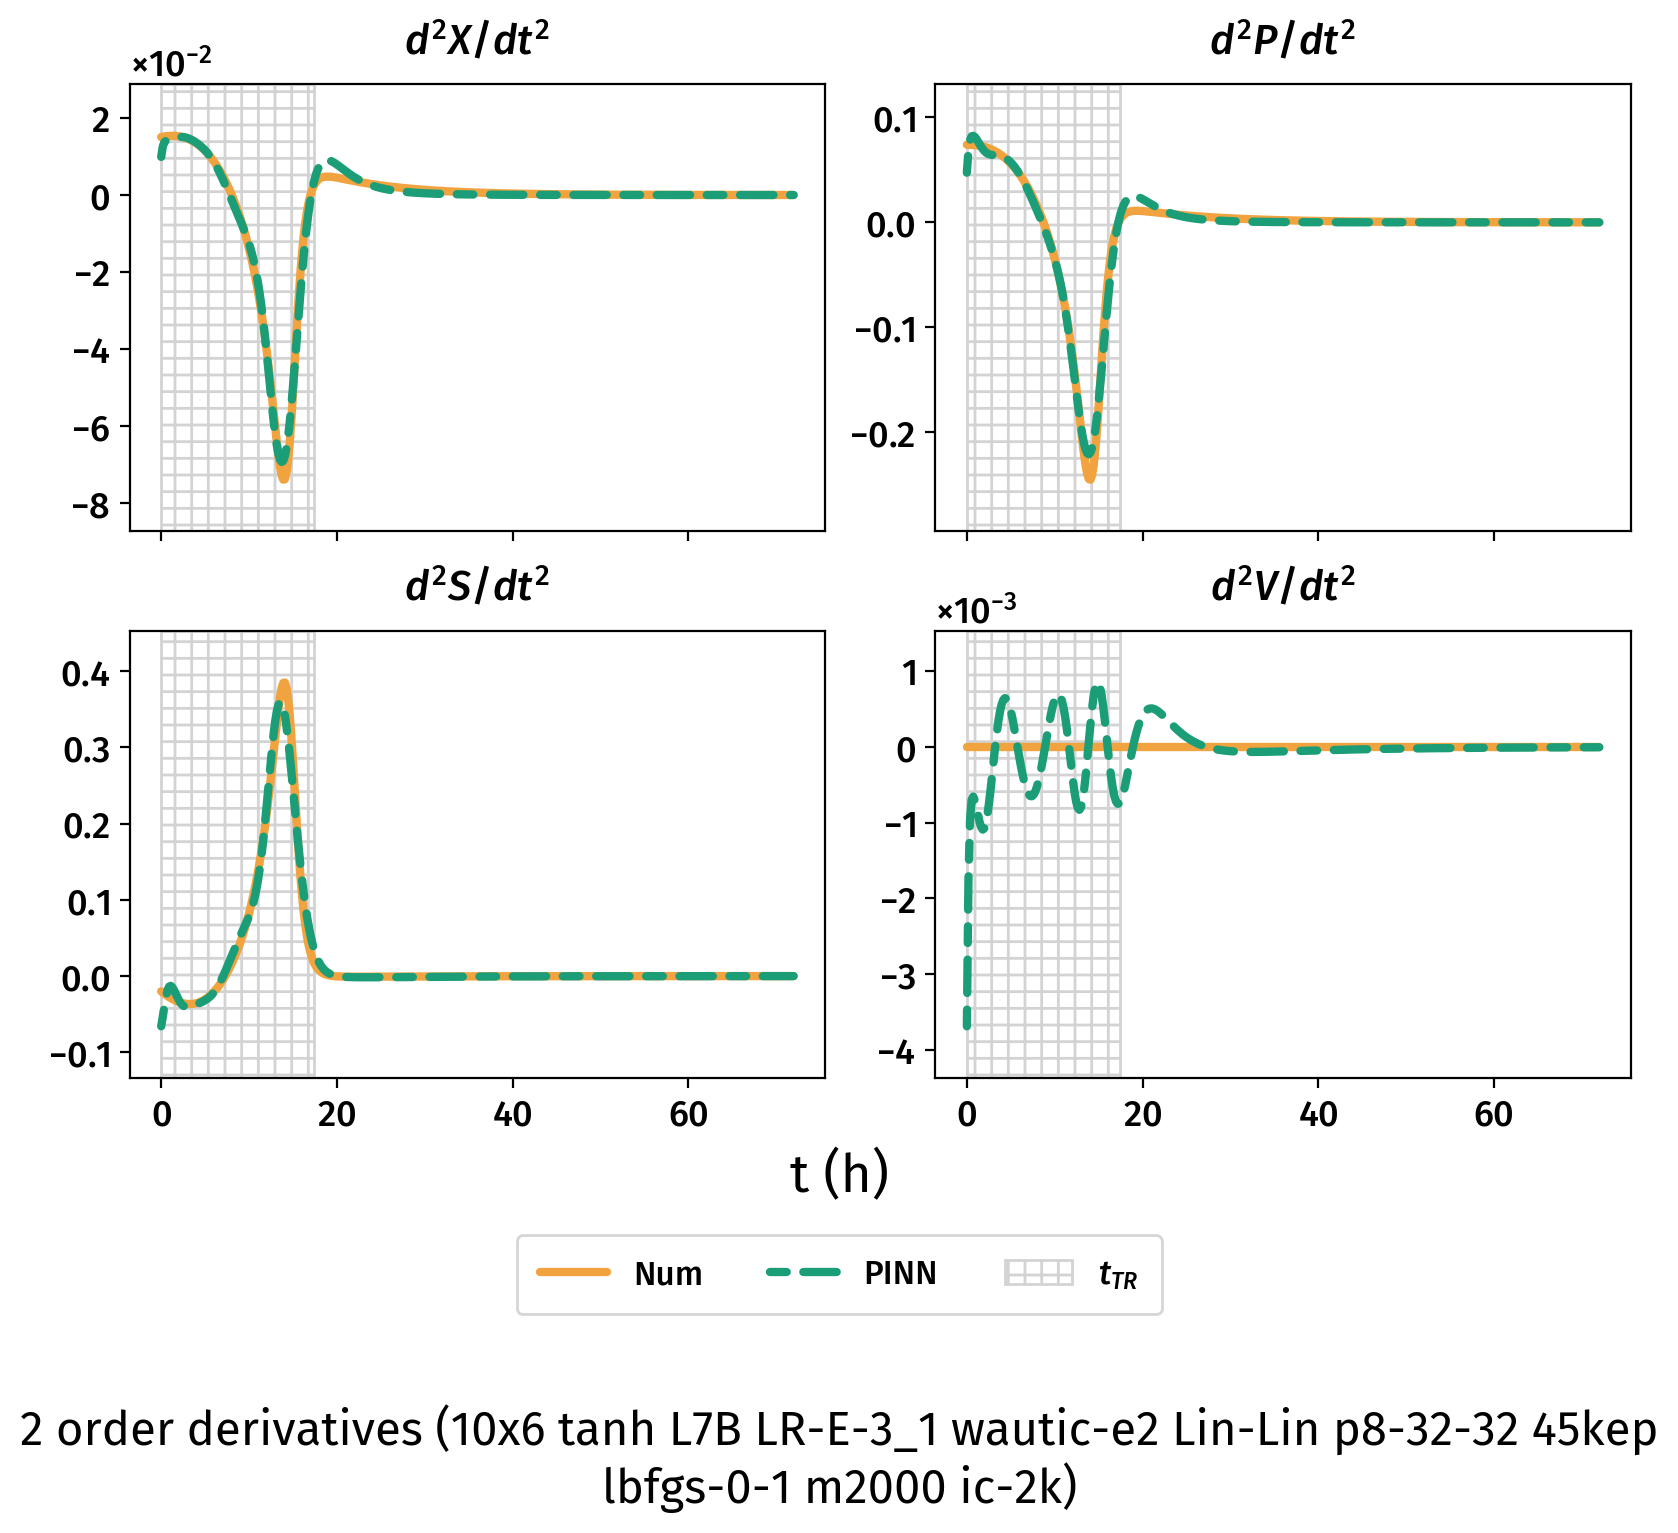 d²X/dt²
×10⁻²
2
0
−2
−4
−6
−8
d²P/dt²
0.1
0.0
−0.1
−0.2
d²S/dt²
0.4
0.3
0.2
0.1
0.0
−0.1
0 20 40 60
d²V/dt²
×10⁻³
1
0
−1
−2
−3
−4
0 20 40 60
t (h)
Num PINN t_TR
2 order derivatives (10x6 tanh L7B LR-E-3_1 wautic-e2 Lin-Lin p8-32-32 45kep
lbfgs-0-1 m2000 ic-2k)